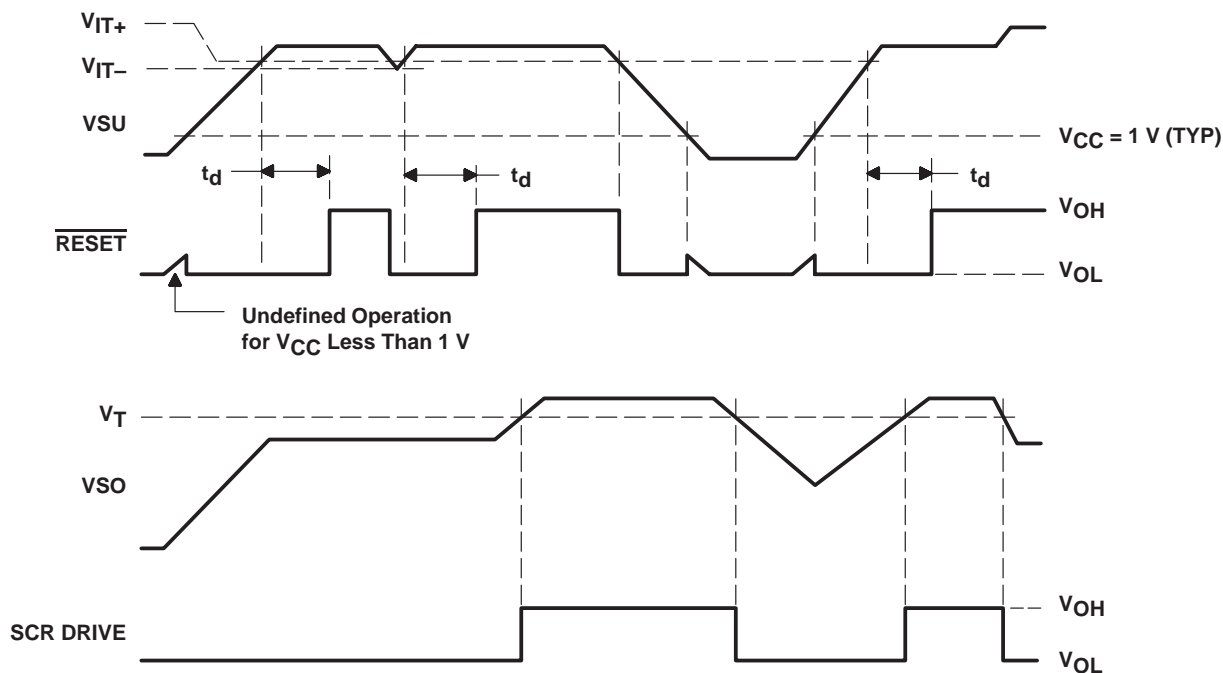 VIT+
VIT–
VSU
VCC = 1 V (TYP)
td
td
td
VOH
RESET
VOL
Undefined Operation
for VCC Less Than 1 V
VT
VSO
VOH
SCR DRIVE
VOL